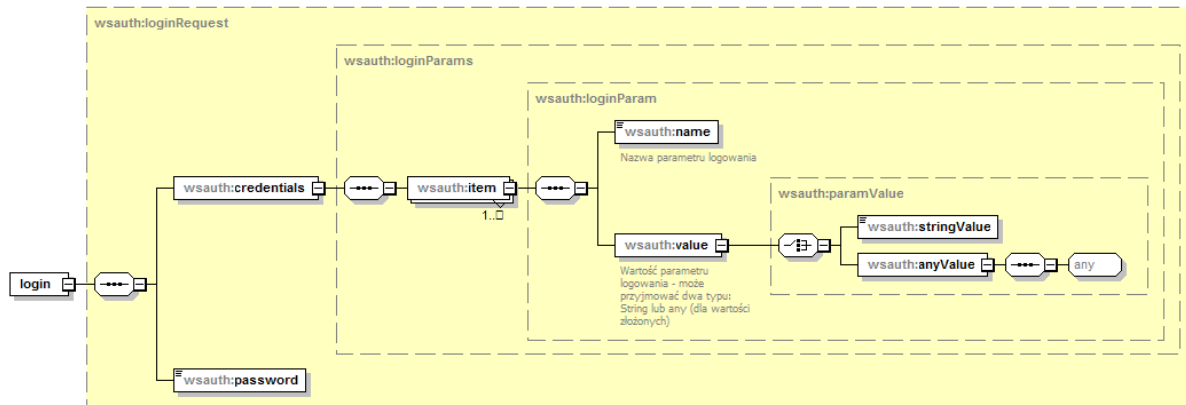 wsauth:loginRequest
wsauth:loginParams
wsauth:loginParam
wsauth:name
Nazwa parametru logowania
wsauth:credentials
wsauth:item
1..□
wsauth:paramValue
wsauth:stringValue
wsauth:value
wsauth:anyValue
any
Wartość parametru
logowania - może
przyjmować dwa typu:
String lub any (dla wartości
złożonych)
login
wsauth:password